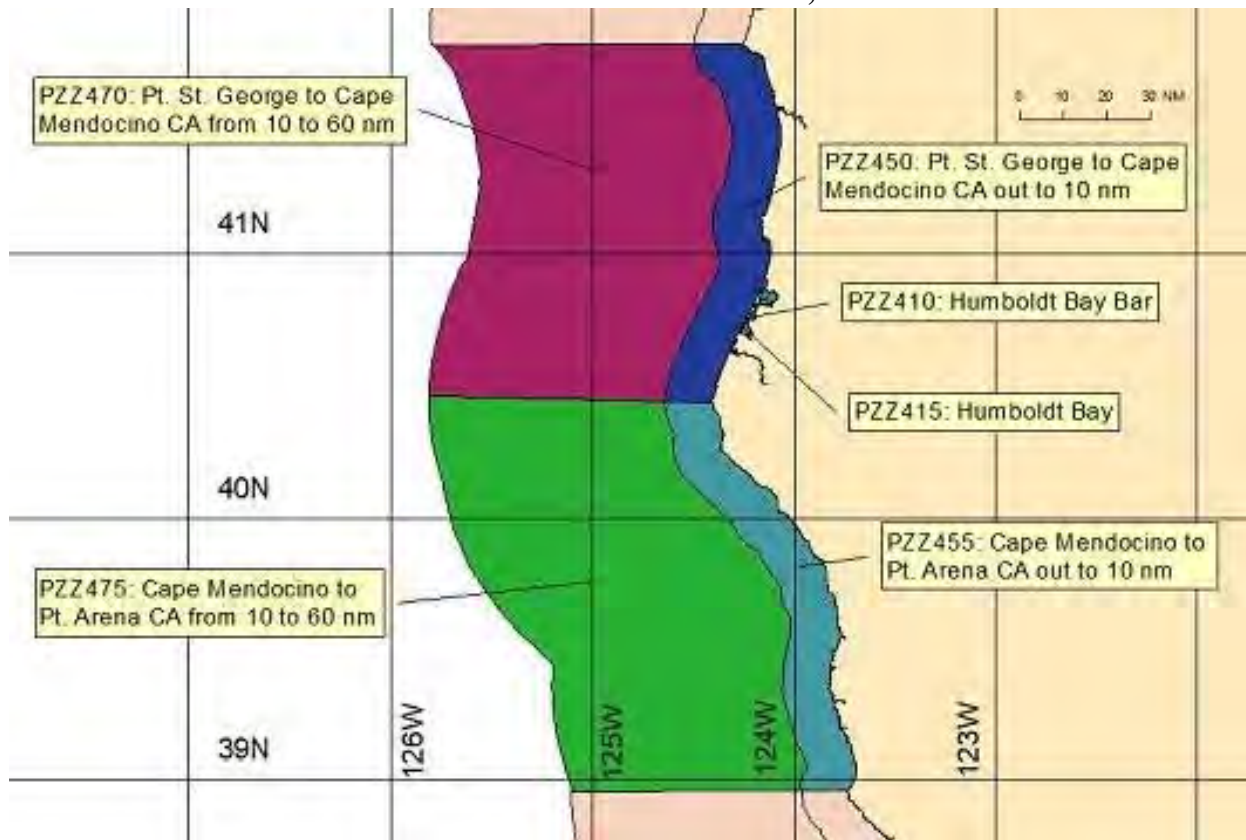 PZZ470: Pt. St. George to Cape
Mendocino CA from 10 to 60 nm
0 10 20 30 NM
PZZ450: Pt. St. George to Cape
Mendocino CA out to 10 nm
41N
PZZ410: Humboldt Bay Bar
PZZ415: Humboldt Bay
40N
PZZ455: Cape Mendocino to
Pt. Arena CA out to 10 nm
PZZ475: Cape Mendocino to
Pt. Arena CA from 10 to 60 nm
39N
126W
125W
124W
123W